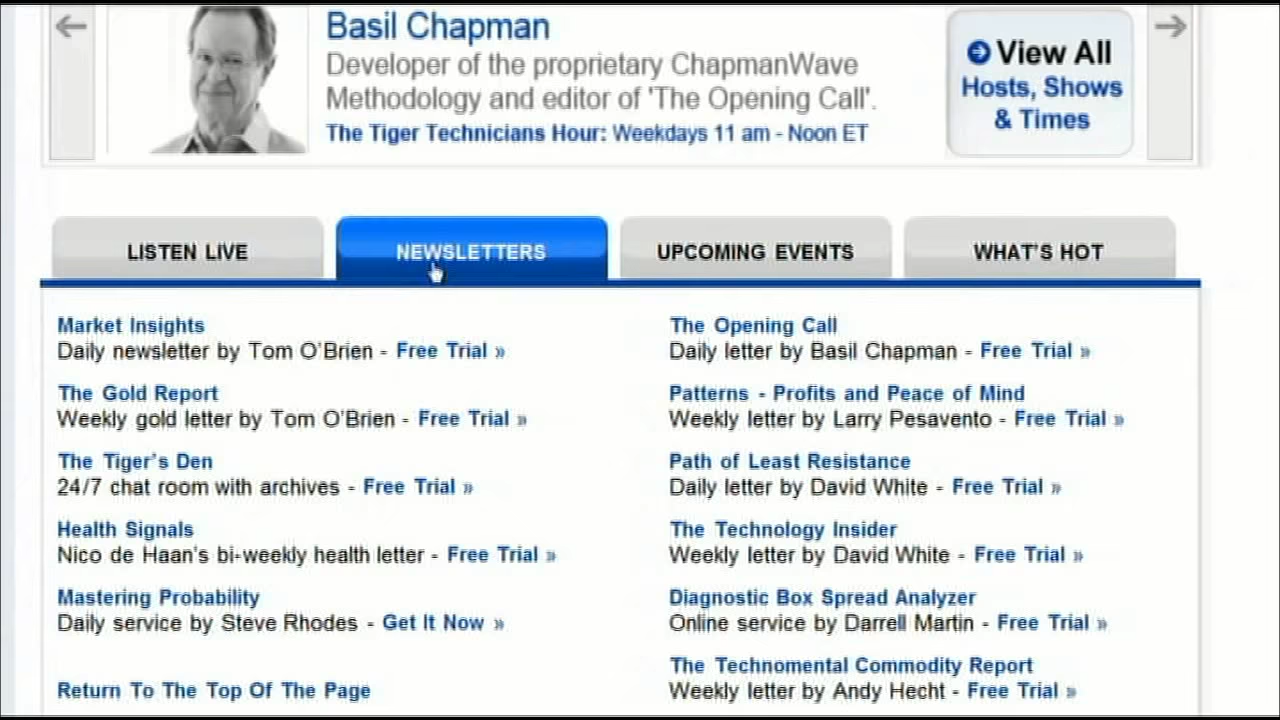 Basil Chapman
Developer of the proprietary ChapmanWave
Methodology and editor of 'The Opening Call'.
The Tiger Technicians Hour: Weekdays 11 am - Noon ET
View All
Hosts, Shows
& Times
LISTEN LIVE
NEWSLETTERS
UPCOMING EVENTS
WHAT'S HOT
Market Insights
Daily newsletter by Tom O'Brien - Free Trial »
The Gold Report
Weekly gold letter by Tom O'Brien - Free Trial »
The Tiger's Den
24/7 chat room with archives - Free Trial »
Health Signals
Nico de Haan's bi-weekly health letter - Free Trial »
Mastering Probability
Daily service by Steve Rhodes - Get It Now »
Return To The Top Of The Page
The Opening Call
Daily letter by Basil Chapman - Free Trial »
Patterns - Profits and Peace of Mind
Weekly letter by Larry Pesavento - Free Trial »
Path of Least Resistance
Daily letter by David White - Free Trial »
The Technology Insider
Weekly letter by David White - Free Trial »
Diagnostic Box Spread Analyzer
Online service by Darrell Martin - Free Trial »
The Technomental Commodity Report
Weekly letter by Andy Hecht - Free Trial »